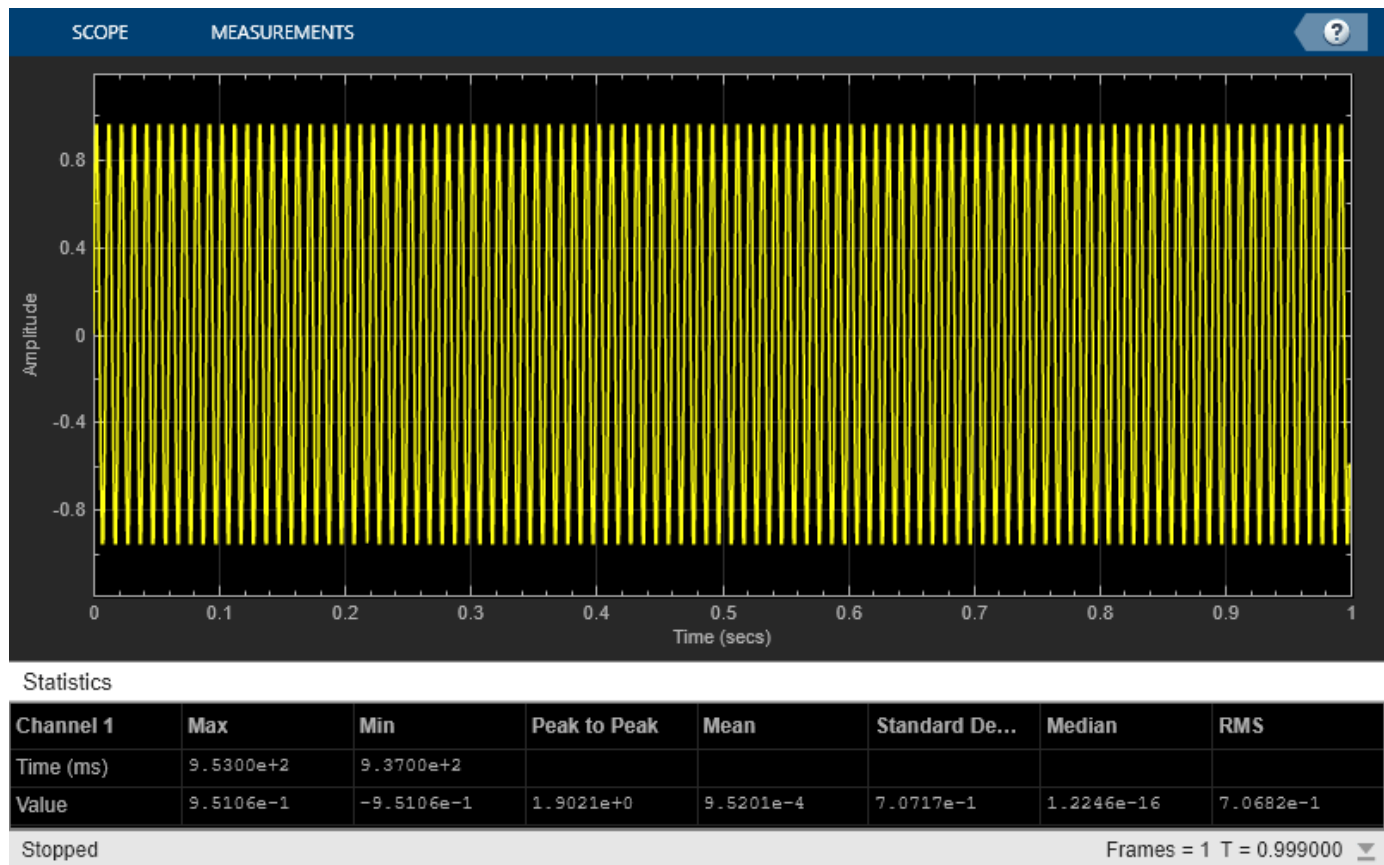 SCOPE MEASUREMENTS ?
0.8
0.4
0
-0.4
-0.8
Amplitude
0 0.1 0.2 0.3 0.4 0.5 0.6 0.7 0.8 0.9 1
Time (secs)
Statistics
Channel 1 Max Min Peak to Peak Mean Standard De... Median RMS
Time (ms) 9.5300e+2 9.3700e+2
Value 9.5106e-1 -9.5106e-1 1.9021e+0 9.5201e-4 7.0717e-1 1.2246e-16 7.0682e-1
Stopped Frames = 1 T = 0.999000